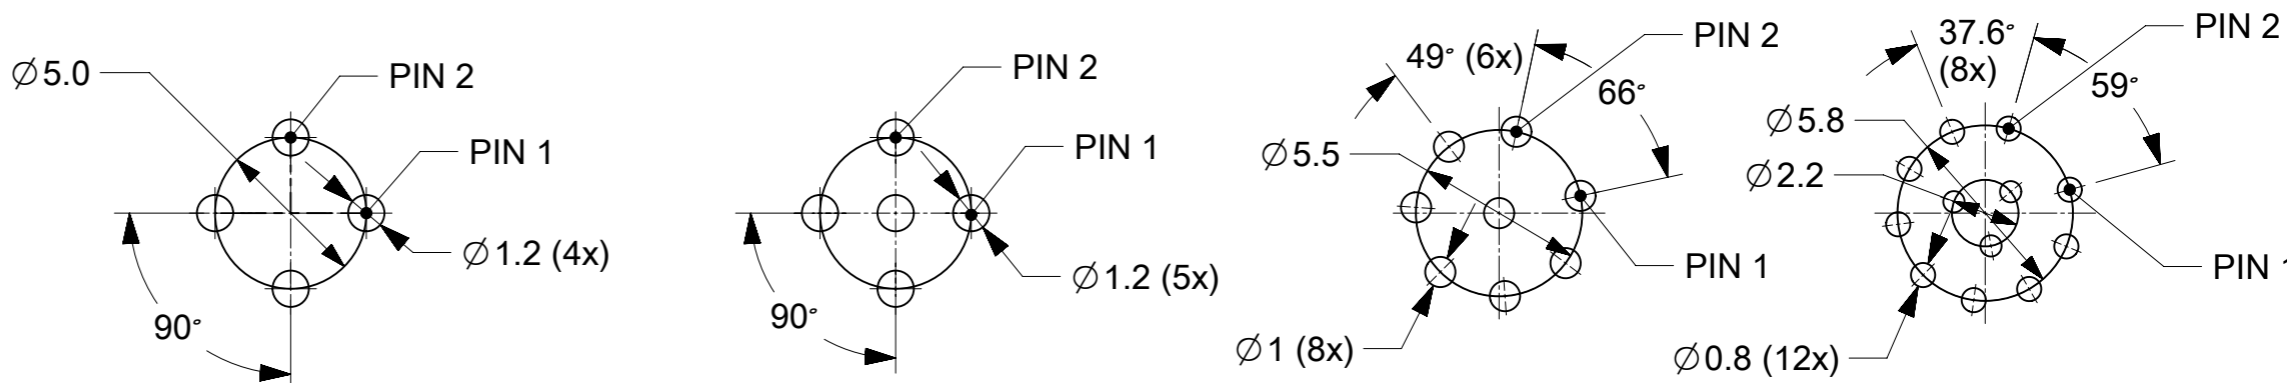 ∅5.0
PIN 2
PIN 1
∅1.2 (4x)
90°
PIN 2
PIN 1
∅1.2 (5x)
90°
49° (6x)
PIN 2
66°
∅5.5
PIN 1
∅1 (8x)
37.6°
(8x)
PIN 2
59°
∅5.8
∅2.2
PIN 1
∅0.8 (12x)